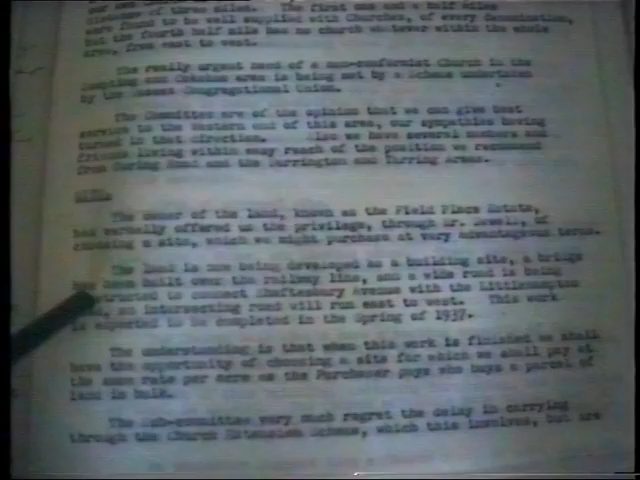 distance of two miles. The first one and a half miles
were found to be well supplied with Churches, of every denomination,
but the fourth half mile has no church whatever within the whole
area, from east to west.
The really urgent need of a non-conformist Church in the
Lancing and Sompting area is being met by a Scheme undertaken
by the Sussex Congregational Union.
The Committee are of the opinion that we can give best
service to the Western end of this area, our sympathies having
turned in that direction. Also we have several members and
friends living within easy reach of the position we recommend
from Goring Road and the Durrington and Tarring Areas.
SITE.
The owner of the land, known as the Field Place Estate,
has verbally offered us the privilege, through Mr. of
choosing a site, which we might purchase at very advantageous terms.
The land is now being developed as a building site, a bridge
has been built over the railway line, and a wide road is being
constructed to connect Shaftesbury Avenue with the Littlehampton
an intersecting road will run east to west. This work
is expected to be completed in the Spring of 1937.
The understanding is that when this work is finished we shall
have the opportunity of choosing a site for which we shall pay at
the same rate per acre as the Purchaser pays who buys a parcel of
land in bulk.
The Sub-committee very much regret the delay in carrying
through the Church Extension Scheme, which this involves, but are